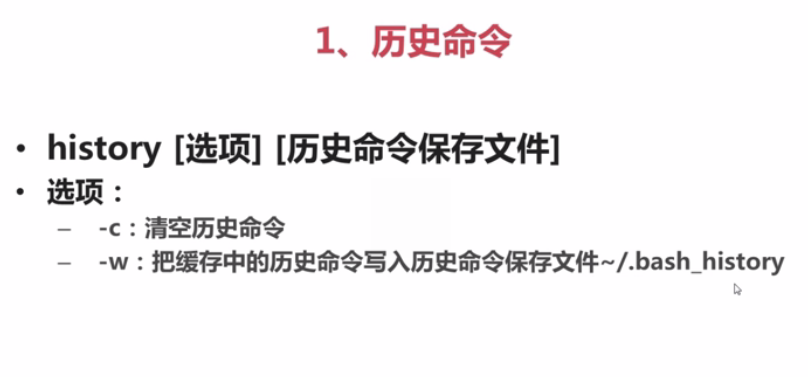 1、历史命令
• history [选项] [历史命令保存文件]
• 选项：
– -c：清空历史命令
– -w：把缓存中的历史命令写入历史命令保存文件~/.bash_history